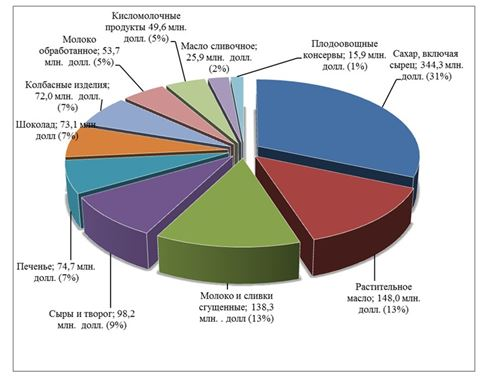 Кисломолочные
продукты 49,6 млн.
долл. (5%)
Молоко
обработанное; 53,7
млн. долл. (5%)
Масло сливочное;
25,9 млн. долл.
(2%)
Плодоовощные
консервы; 15,9 млн.
долл. (1%)
Сахар, включая
сырец; 344,3 млн.
долл. (31%)
Колбасные изделия;
72,0 млн. долл.
(7%)
Шоколад; 73,1 млн.
долл (7%)
Печенье; 74,7 млн.
долл. (7%)
Сыры и творог; 98,2
млн. долл. (9%)
Молоко и сливки
сгущенные; 138,3
млн. . долл (13%)
Растительное
масло; 148,0 млн.
долл. (13%)